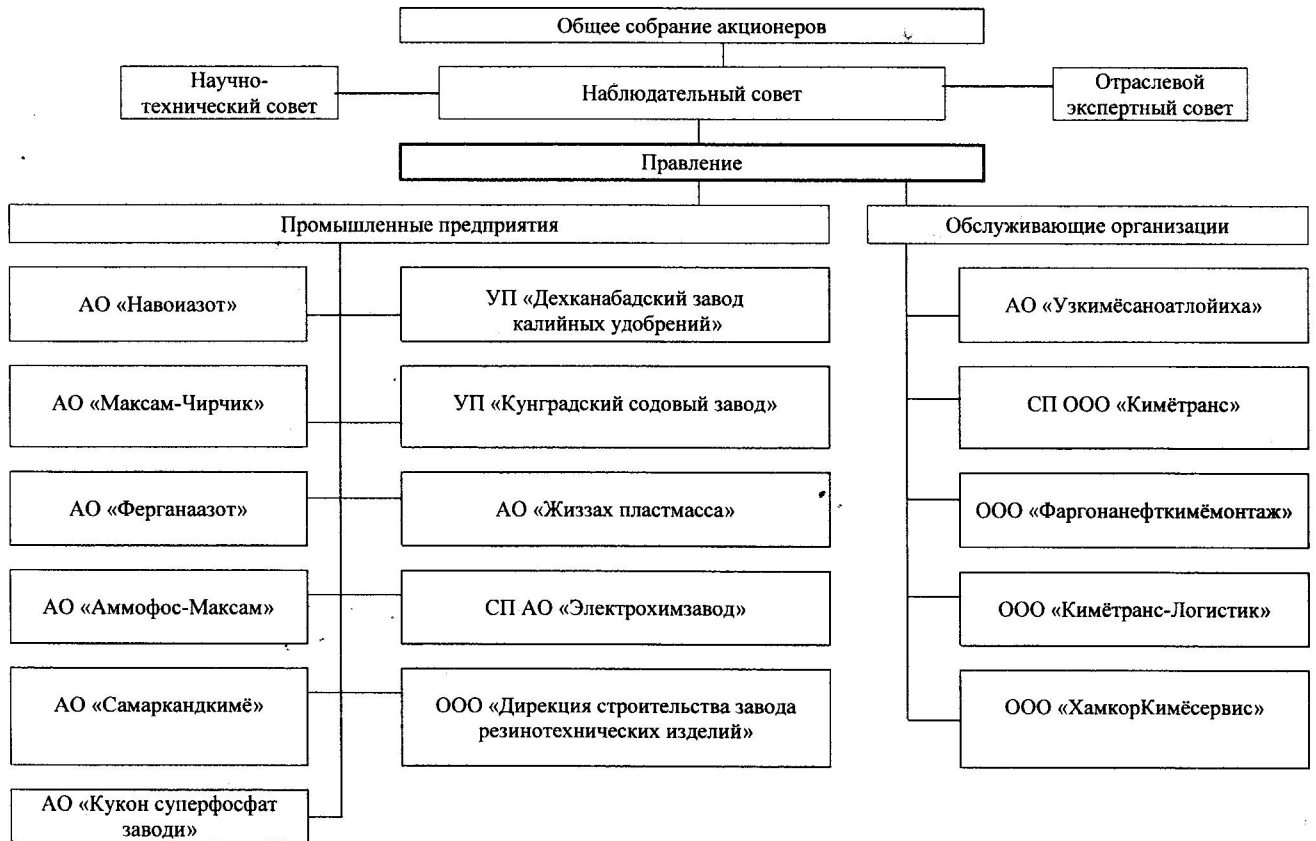 Общее собрание акционеров
Научно-
технический совет
Наблюдательный совет
Отраслевой
экспертный совет
Правление
Промышленные предприятия
Обслуживающие организации
АО «Навоиазот»
УП «Дехканабадский завод
калийных удобрений»
АО «Узкимёсаноатлойиха»
АО «Максам-Чирчик»
УП «Кунградский содовый завод»
СП ООО «Кимётранс»
АО «Ферганаазот»
АО «Жиззах пластмасса»
ООО «Фаргонанефткимёмонтаж»
АО «Аммофос-Максам»
СП АО «Электрохимзавод»
ООО «Кимётранс-Логистик»
АО «Самаркандкимё»
ООО «Дирекция строительства завода
резинотехнических изделий»
ООО «ХамкорКимёсервис»
АО «Кукон суперфосфат
заводи»